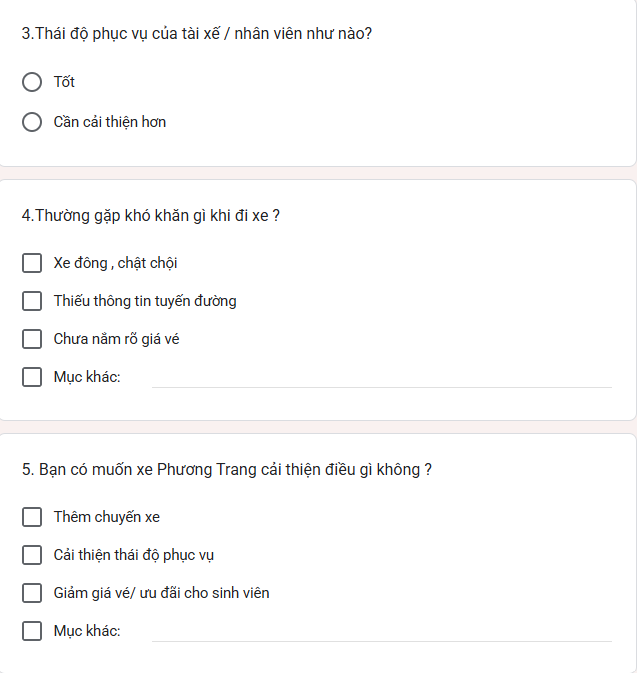 3.Thái độ phục vụ của tài xế / nhân viên như nào?
Tốt
Cần cải thiện hơn
4.Thường gặp khó khăn gì khi đi xe ?
Xe đông , chật chội
Thiếu thông tin tuyến đường
Chưa nắm rõ giá vé
Mục khác:
5. Bạn có muốn xe Phương Trang cải thiện điều gì không ?
Thêm chuyến xe
Cải thiện thái độ phục vụ
Giảm giá vé/ ưu đãi cho sinh viên
Mục khác: